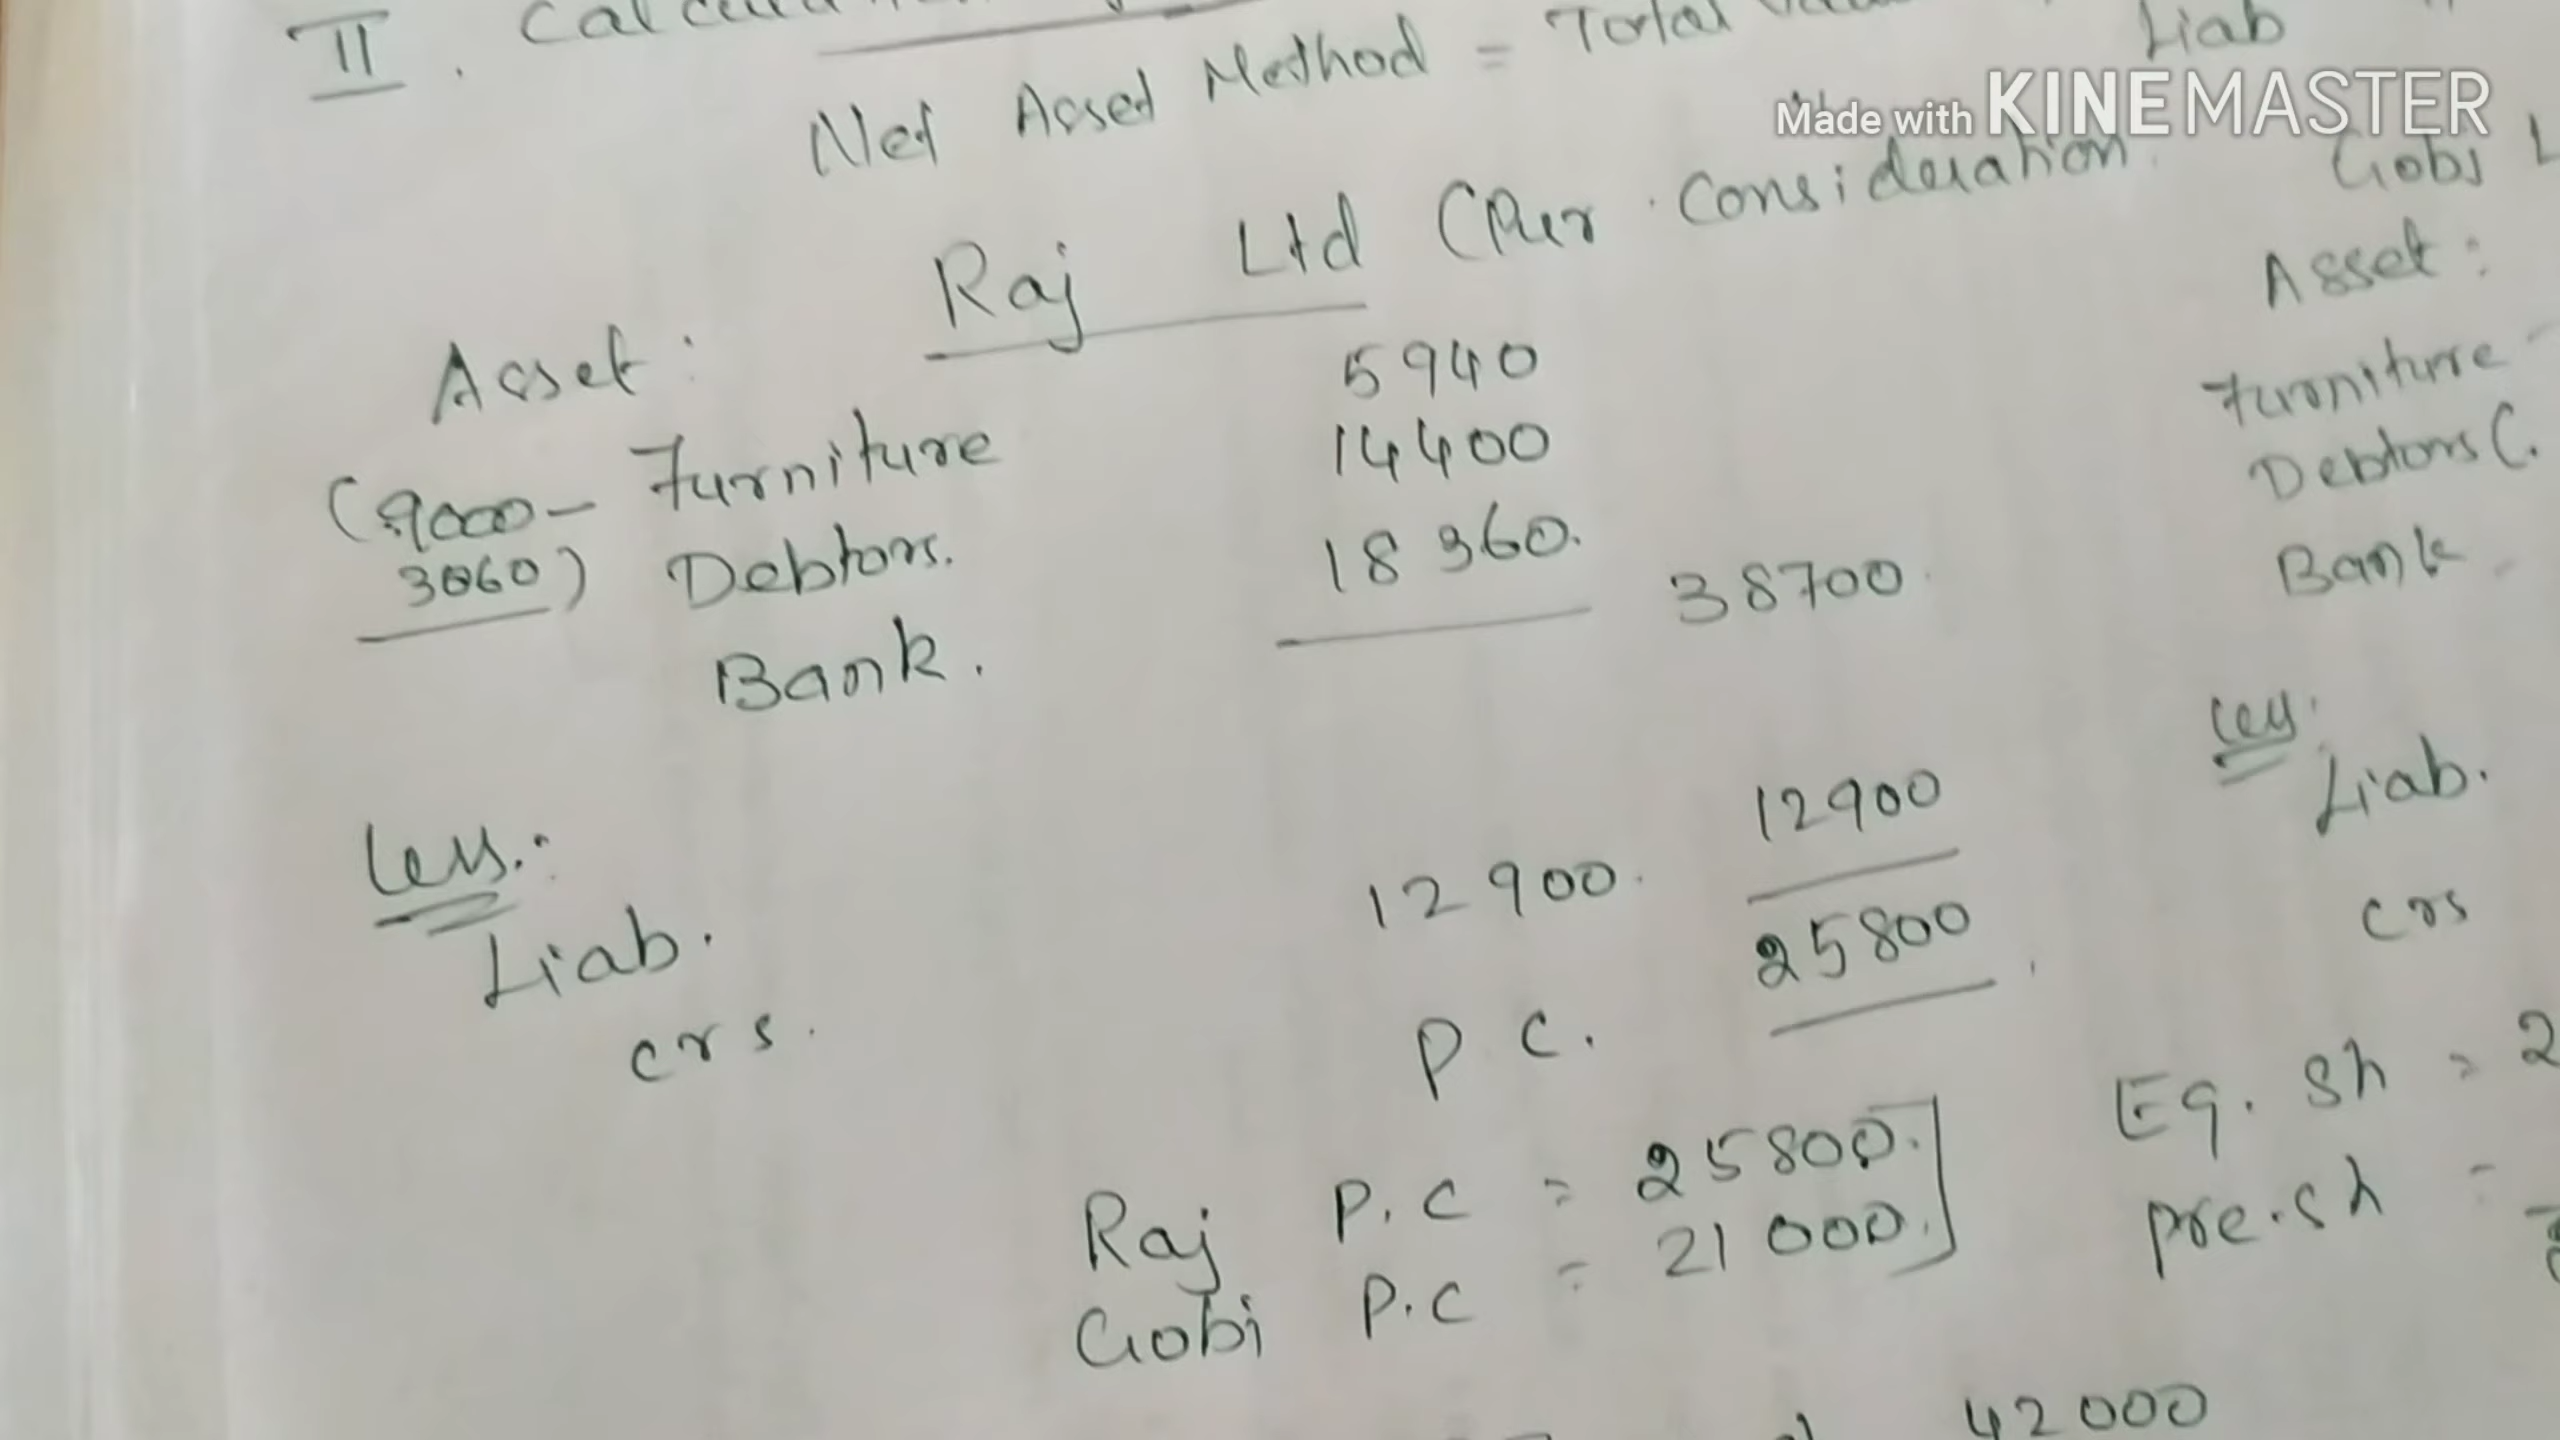 II. Calcula
Net Asset Method = Total
Liab
Made with KINEMASTER
Raj Ltd (Pur. Consideration
Gobi L
Asset:
(9000-
3060)
Furniture 5940
Debtors. 14400
Bank. 18360. 38700
Less:
Liab.
crs. 12900. 12900
P.C. 25800
Asset:
Furniture
Debtors (.
Bank
Less:
Liab.
crs
Raj P.C = 25800.
Gobi P.C = 21000.
Eq. Sh = 2
pre.sh =
42000